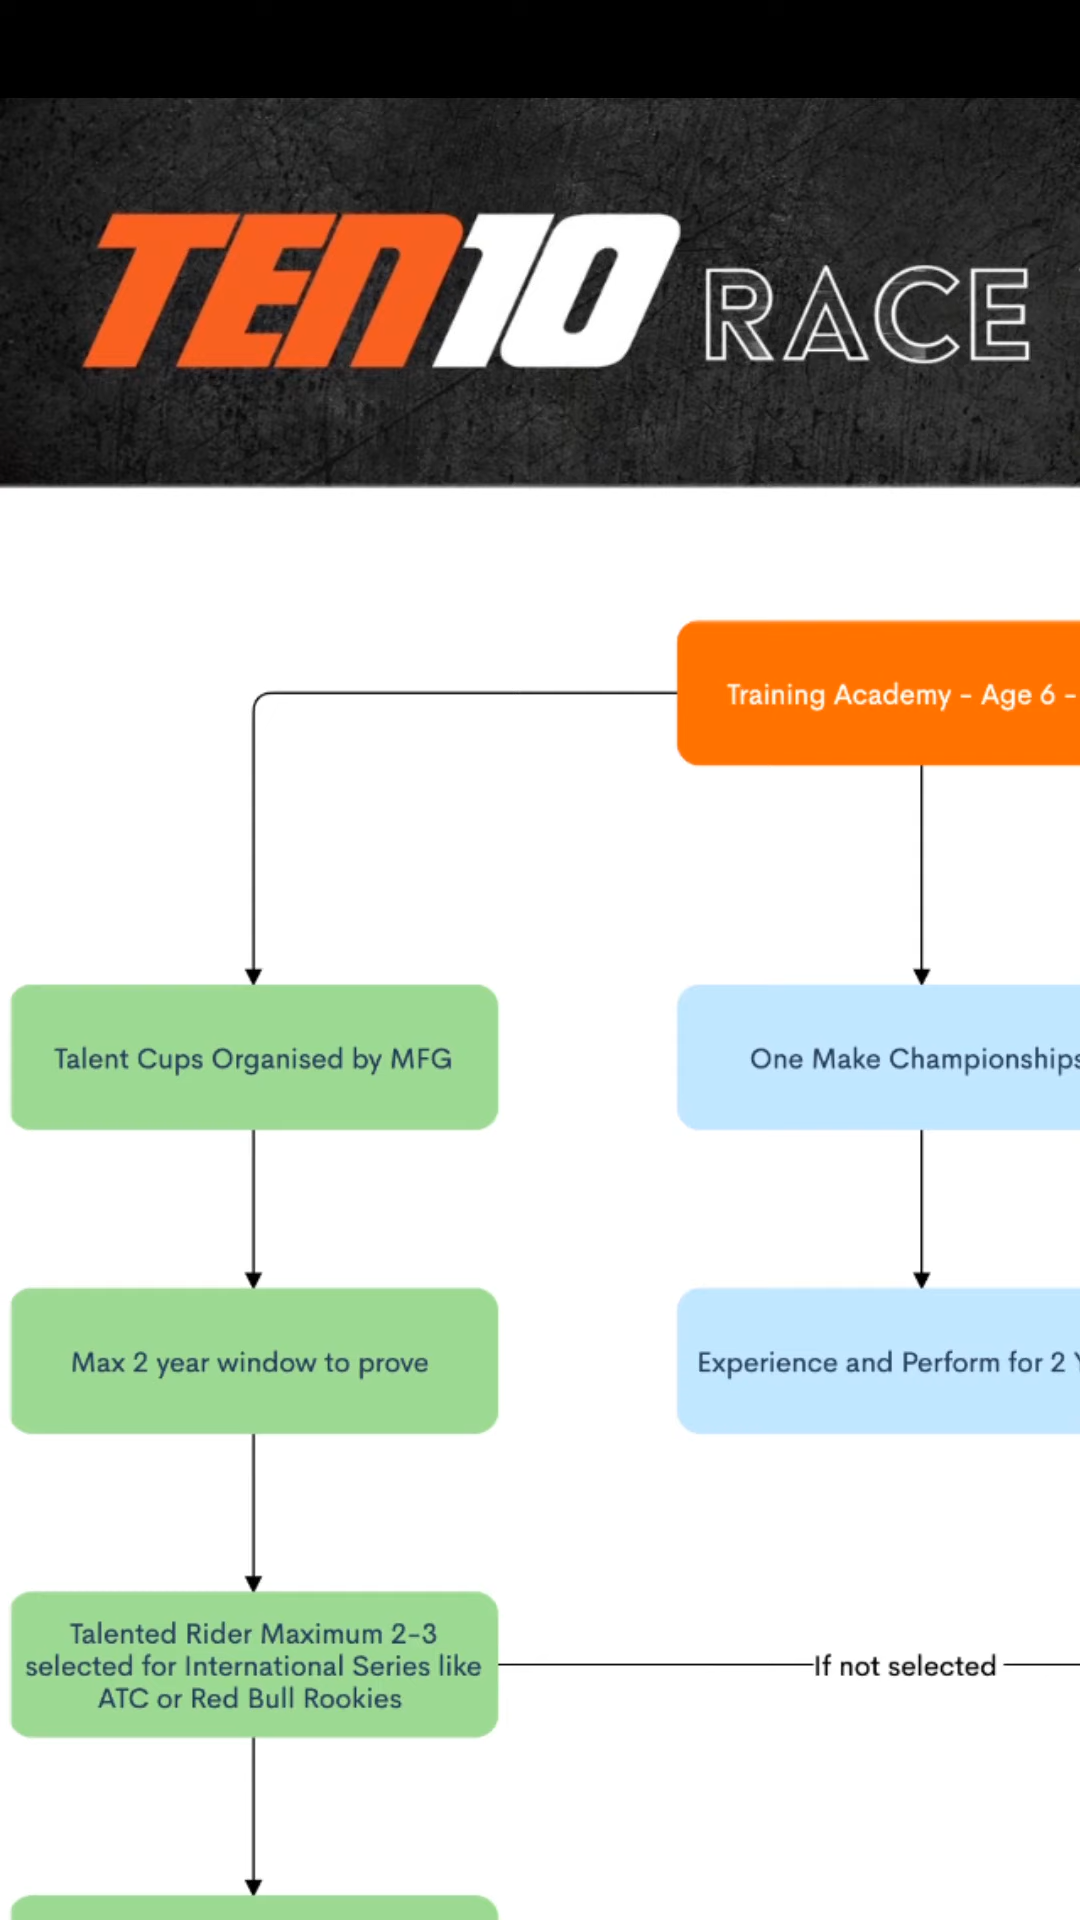 TEN10 RACE
Training Academy - Age 6 -
Talent Cups Organised by MFG
One Make Championships
Max 2 year window to prove
Experience and Perform for 2
Talented Rider Maximum 2-3
selected for International Series like
ATC or Red Bull Rookies
If not selected